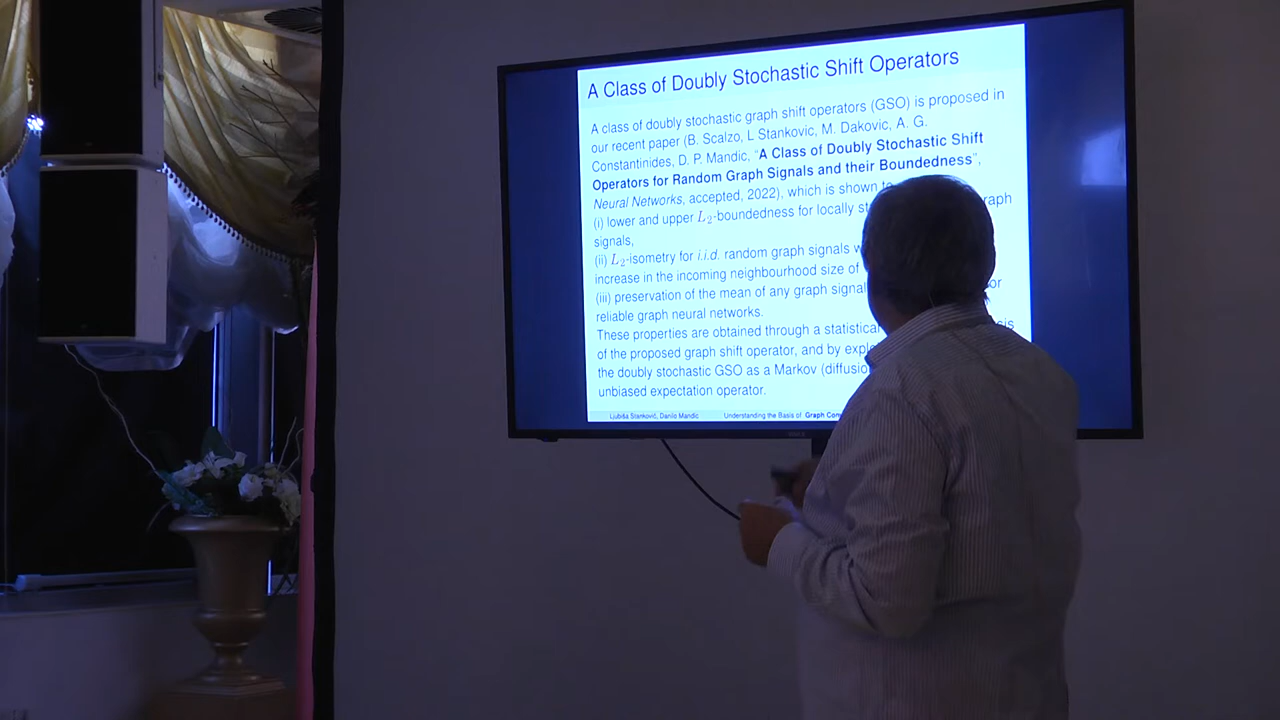 A Class of Doubly Stochastic Shift Operators
A class of doubly stochastic graph shift operators (GSO) is proposed in
our recent paper (B. Scalzo, L Stankovic, M. Dakovic, A. G.
Constantinides, D. P. Mandic, "A Class of Doubly Stochastic Shift
Operators for Random Graph Signals and their Boundedness",
Neural Networks, accepted, 2022), which is shown to
(i) lower and upper L₂-boundedness for locally
signals,
(ii) L₂-isometry for i.i.d. random graph signals
increase in the incoming neighbourhood size of
(iii) preservation of the mean of any graph signal
reliable graph neural networks.
These properties are obtained through a statistical
of the proposed graph shift operator, and by
the doubly stochastic GSO as a Markov
unbiased expectation operator.
Ljubiša Stanković, Danilo Mandic Understanding the Basis of Graph